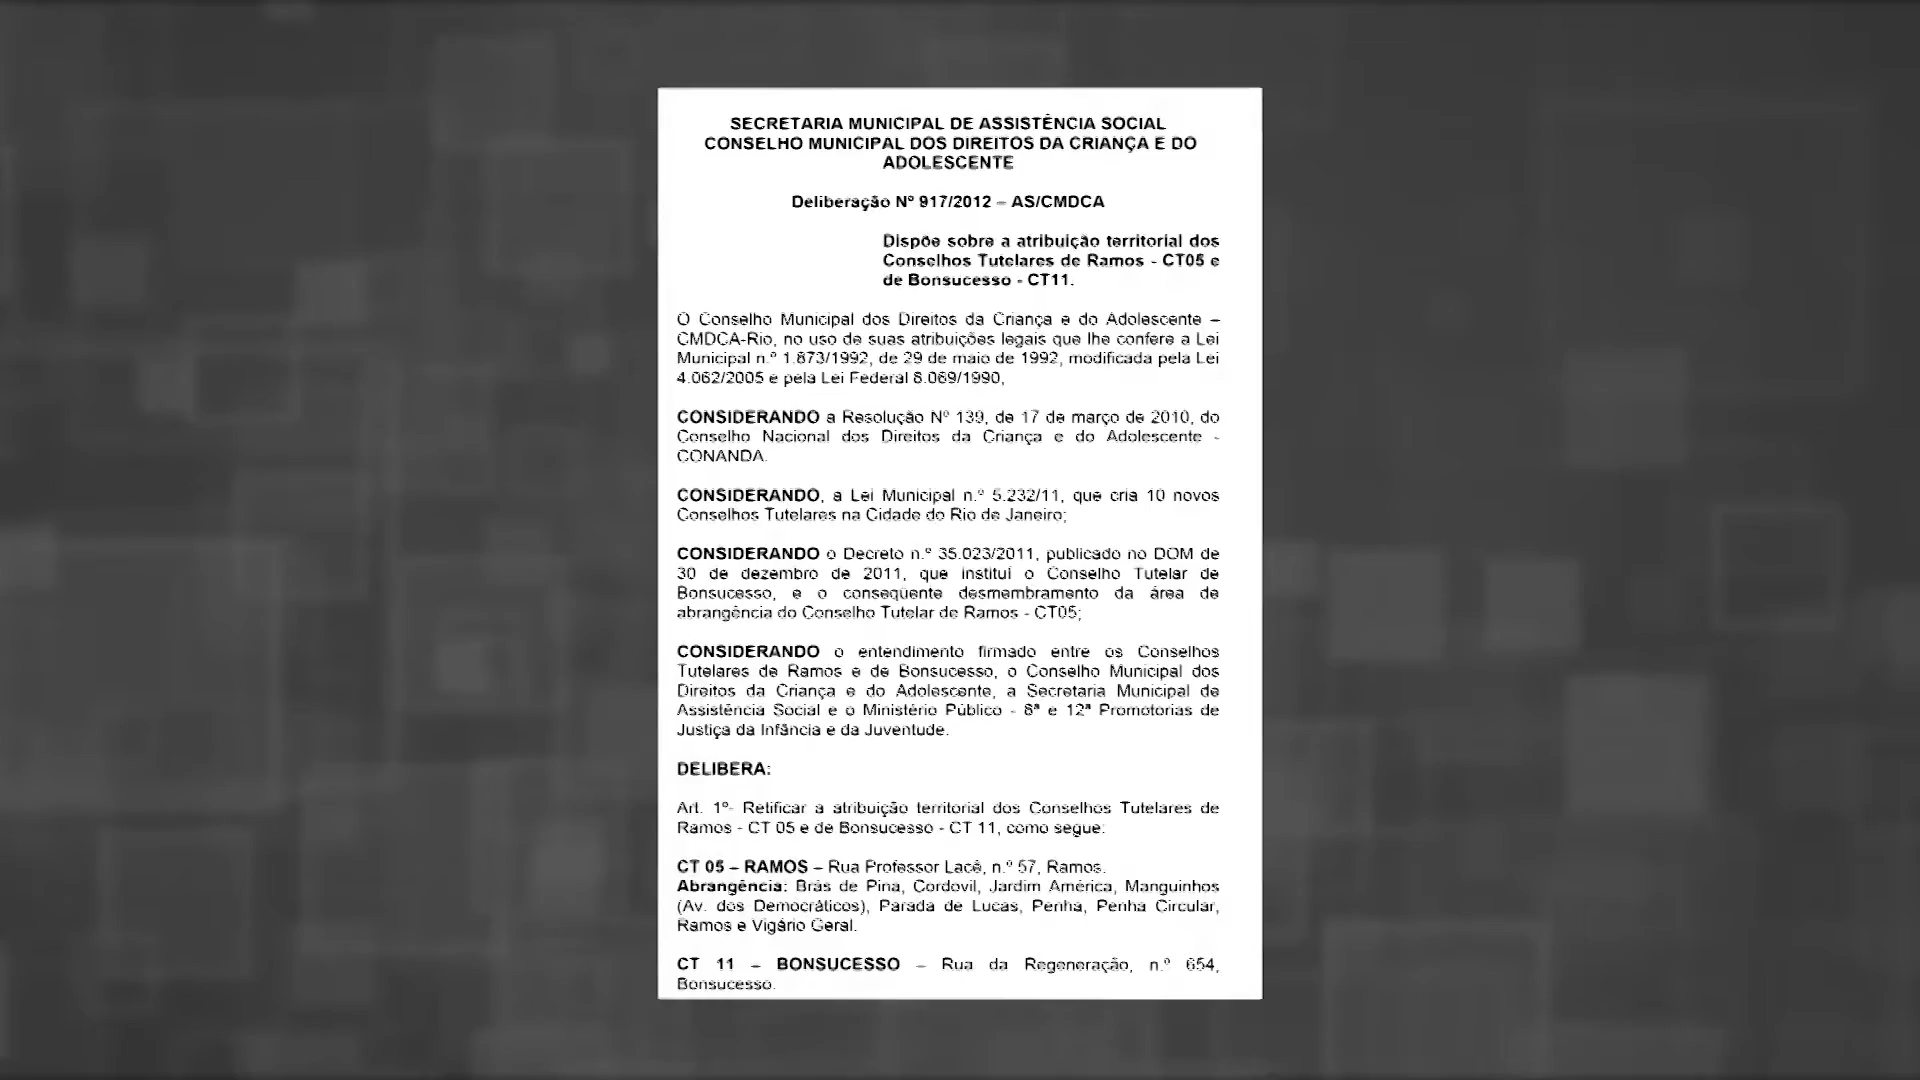 SECRETARIA MUNICIPAL DE ASSISTÊNCIA SOCIAL
CONSELHO MUNICIPAL DOS DIREITOS DA CRIANÇA E DO
ADOLESCENTE
Deliberação Nº 917/2012 – AS/CMDCA
Dispõe sobre a atribuição territorial dos
Conselhos Tutelares de Ramos - CT05 e
de Bonsucesso - CT11.
O Conselho Municipal dos Direitos da Criança e do Adolescente –
CMDCA-Rio, no uso de suas atribuições legais que lhe confere a Lei
Municipal n.º 1.873/1992, de 29 de maio de 1992, modificada pela Lei
4.062/2005 e pela Lei Federal 8.069/1990,
CONSIDERANDO a Resolução Nº 139, de 17 de março de 2010, do
Conselho Nacional dos Direitos da Criança e do Adolescente -
CONANDA.
CONSIDERANDO, a Lei Municipal n.º 5.232/11, que cria 10 novos
Conselhos Tutelares na Cidade do Rio de Janeiro;
CONSIDERANDO o Decreto n.º 35.023/2011, publicado no DOM de
30 de dezembro de 2011, que institui o Conselho Tutelar de
Bonsucesso, e o conseqüente desmembramento da área de
abrangência do Conselho Tutelar de Ramos - CT05;
CONSIDERANDO o entendimento firmado entre os Conselhos
Tutelares de Ramos e de Bonsucesso, o Conselho Municipal dos
Direitos da Criança e do Adolescente, a Secretaria Municipal de
Assistência Social e o Ministério Público - 8ª e 12ª Promotorias de
Justiça da Infância e da Juventude.
DELIBERA:
Art. 1º- Retificar a atribuição territorial dos Conselhos Tutelares de
Ramos - CT 05 e de Bonsucesso - CT 11, como segue:
CT 05 – RAMOS – Rua Professor Lacê, n.º 57, Ramos.
Abrangência: Brás de Pina, Cordovil, Jardim América, Manguinhos
(Av. dos Democráticos), Parada de Lucas, Penha, Penha Circular,
Ramos e Vigário Geral.
CT 11 – BONSUCESSO – Rua da Regeneração, n.º 654,
Bonsucesso.